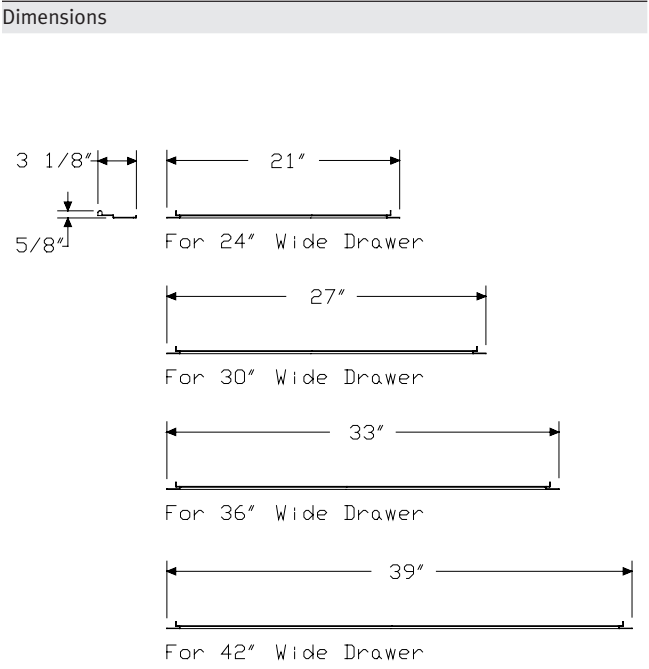 Dimensions
3 1/8″
21″
5/8″
For 24″ Wide Drawer
27″
For 30″ Wide Drawer
33″
For 36″ Wide Drawer
39″
For 42″ Wide Drawer